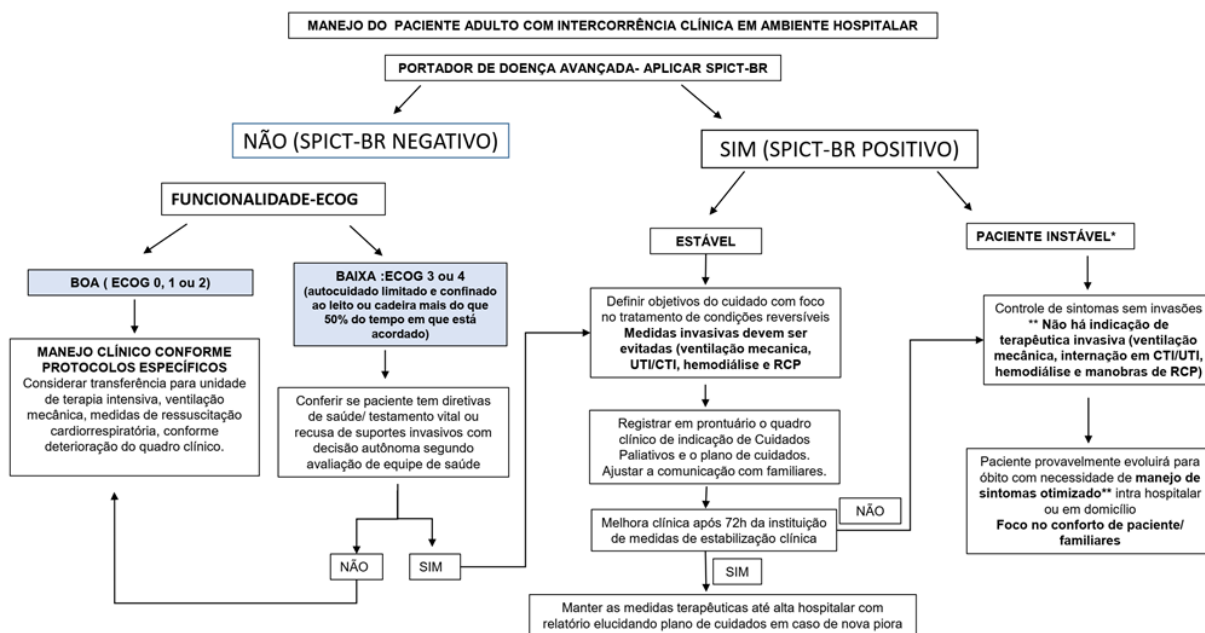 MANEJO DO PACIENTE ADULTO COM INTERCORRÊNCIA CLÍNICA EM AMBIENTE HOSPITALAR
PORTADOR DE DOENÇA AVANÇADA- APLICAR SPICT-BR
NÃO (SPICT-BR NEGATIVO)
SIM (SPICT-BR POSITIVO)
FUNCIONALIDADE-ECOG
BOA ( ECOG 0, 1 ou 2)
MANEJO CLÍNICO CONFORME
PROTOCOLOS ESPECÍFICOS
Considerar transferência para unidade
de terapia intensiva, ventilação
mecânica, medidas de ressuscitação
cardiorrespiratória, conforme
deterioração do quadro clínico.
BAIXA :ECOG 3 ou 4
(autocuidado limitado e confinado
ao leito ou cadeira mais do que
50% do tempo em que está
acordado)
Conferir se paciente tem diretivas
de saúde/ testamento vital ou
recusa de suportes invasivos com
decisão autônoma segundo
avaliação de equipe de saúde
NÃO
SIM
ESTÁVEL
Definir objetivos do cuidado com foco
no tratamento de condições reversíveis
Medidas invasivas devem ser
evitadas (ventilação mecanica,
UTI/CTI, hemodiálise e RCP
Registrar em prontuário o quadro
clínico de indicação de Cuidados
Paliativos e o plano de cuidados.
Ajustar a comunicação com familiares.
Melhora clínica após 72h da instituição
de medidas de estabilização clínica
NÃO
SIM
Manter as medidas terapêuticas até alta hospitalar com
relatório elucidando plano de cuidados em caso de nova piora
PACIENTE INSTÁVEL*
Controle de sintomas sem invasões
** Não há indicação de
terapêutica invasiva (ventilação
mecânica, internação em CTI/UTI,
hemodiálise e manobras de RCP)
Paciente provavelmente evoluirá para
óbito com necessidade de manejo de
sintomas otimizado** intra hospitalar
ou em domicílio
Foco no conforto de paciente/
familiares